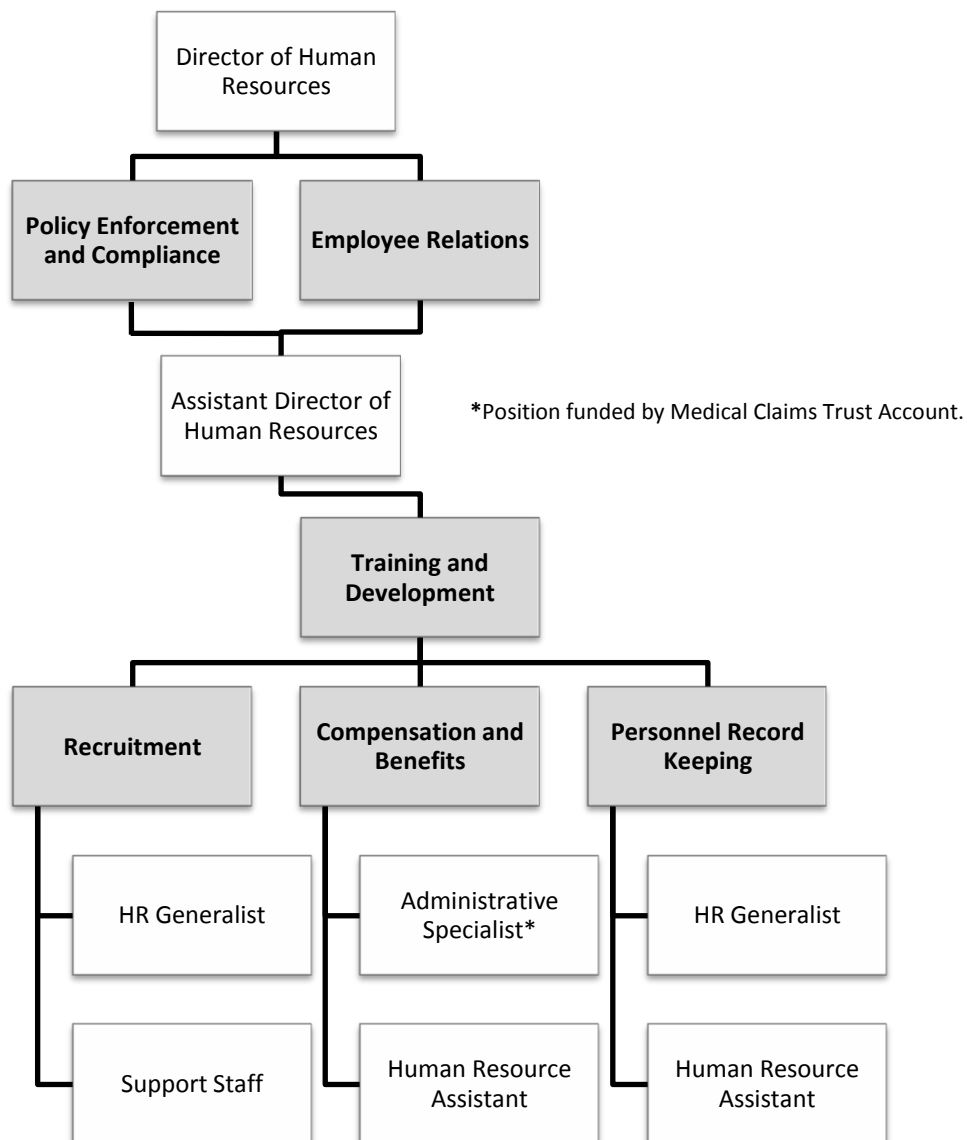 Director of Human
Resources
Policy Enforcement
and Compliance
Employee Relations
Assistant Director of
Human Resources
*Position funded by Medical Claims Trust Account.
Training and
Development
Recruitment
Compensation and
Benefits
Personnel Record
Keeping
HR Generalist
Administrative
Specialist*
HR Generalist
Support Staff
Human Resource
Assistant
Human Resource
Assistant